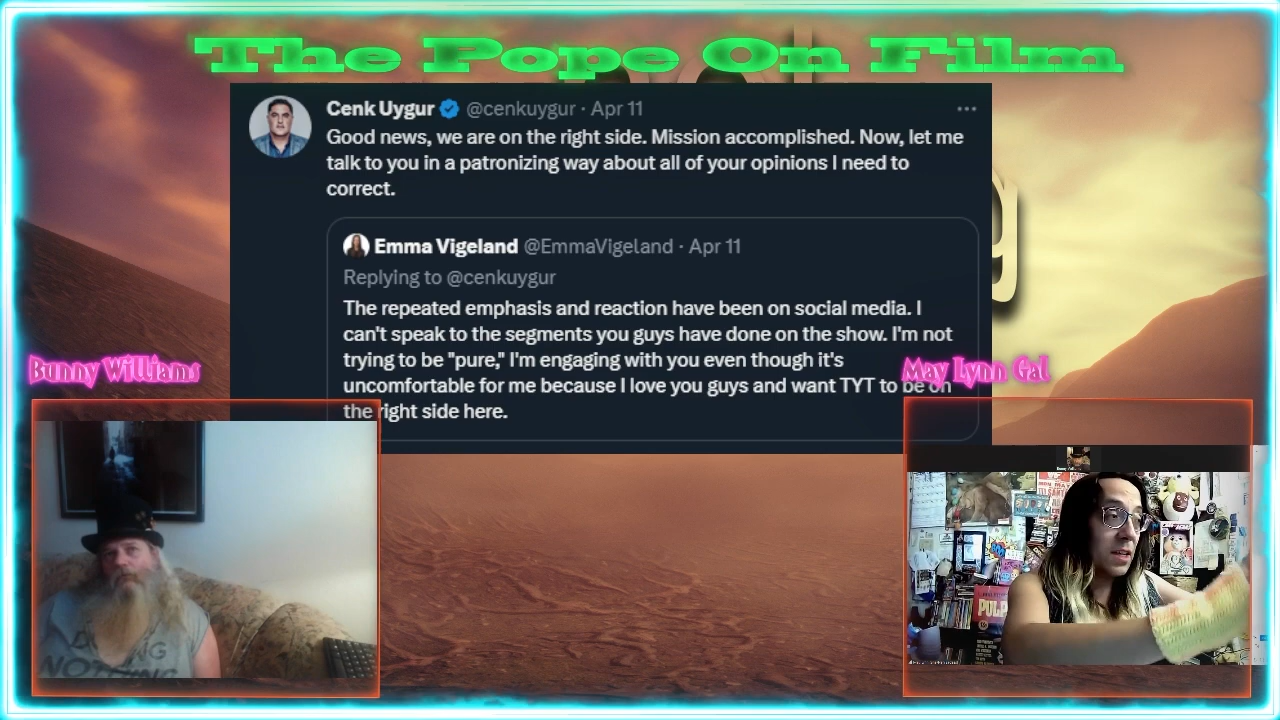 The Pope On Film
Cenk Uygur @cenkuygur · Apr 11
Good news, we are on the right side. Mission accomplished. Now, let me
talk to you in a patronizing way about all of your opinions I need to
correct.
Emma Vigeland @EmmaVigeland · Apr 11
Replying to @cenkuygur
The repeated emphasis and reaction have been on social media. I
can't speak to the segments you guys have done on the show. I'm not
trying to be "pure," I'm engaging with you even though it's
uncomfortable for me because I love you guys and want TYT to be on
the right side here.
g
Bunny Williams
May Lynn Gal
NOTHING
PULP